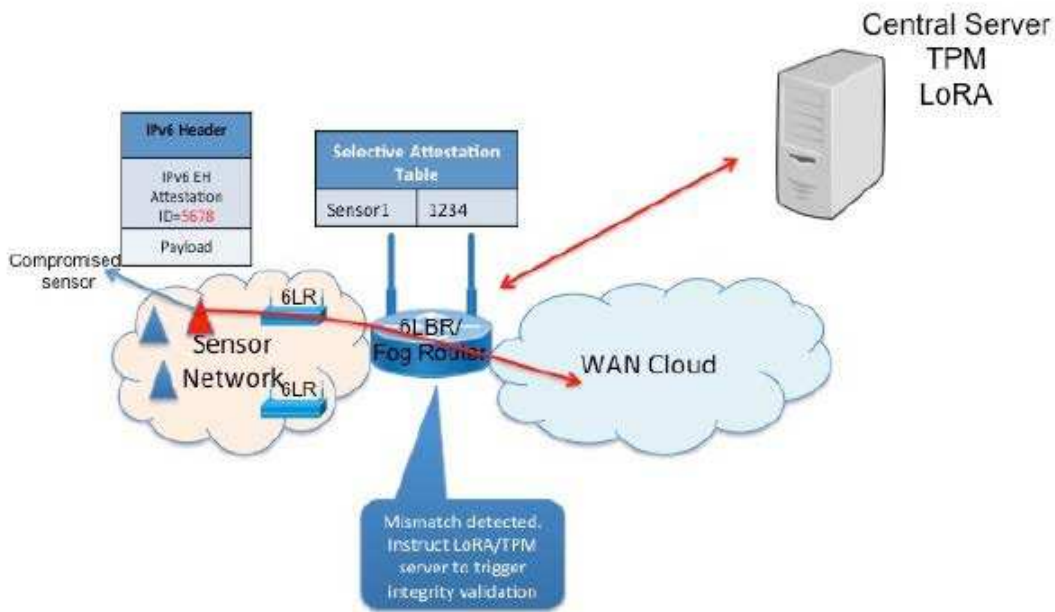 Central Server
TPM
LoRA
IPv6 Header
IPv6 EH
Attestation
ID=5678
Payload
Selective Attestation
Table
Sensor1 1234
Compromised
sensor
6LR
Sensor
Network
6LR
6LBR/
Fog Router
WAN Cloud
Mismatch detected.
Instruct LoRA/TPM
server to trigger
integrity validation